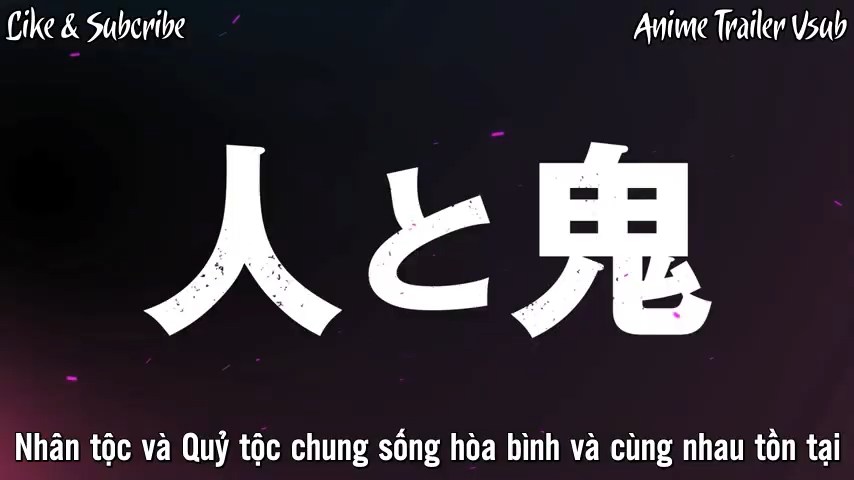 Like & Subcribe
Anime Trailer Vsub
人と鬼
Nhân tộc và Quỷ tộc chung sống hòa bình và cùng nhau tồn tại